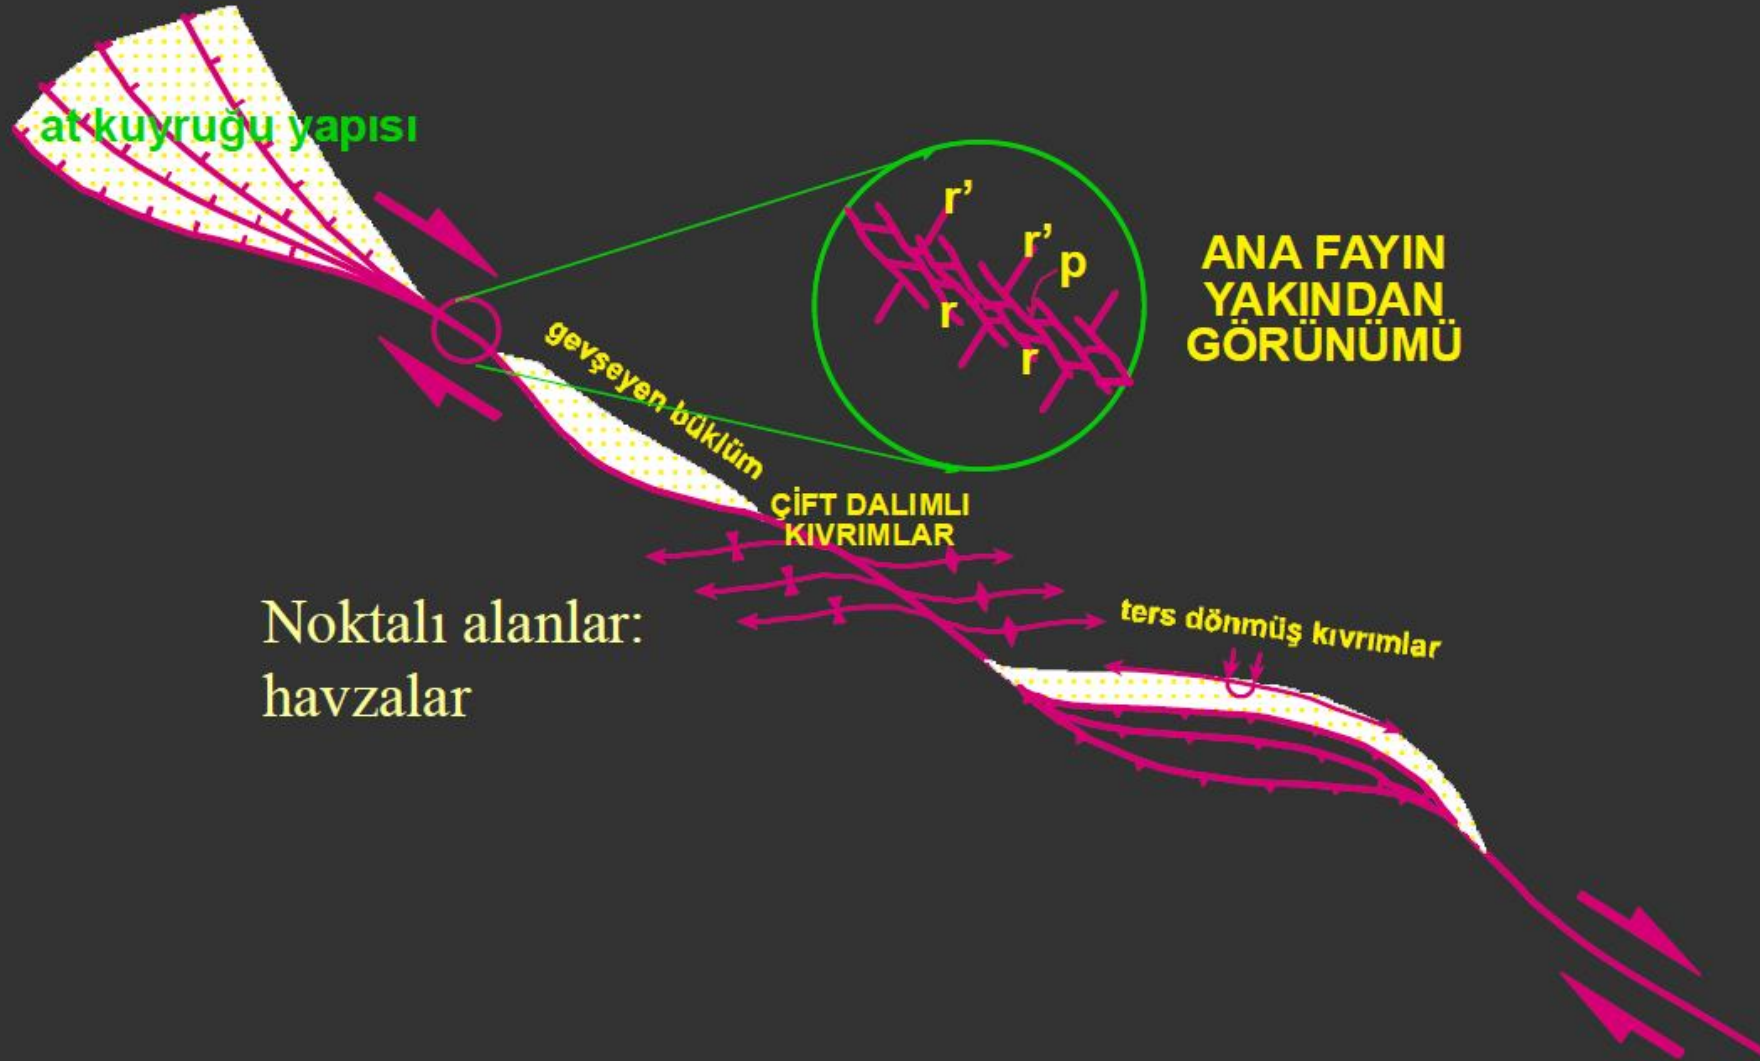 at kuyruğu yapısı
r’
r’
p
r
r
ANA FAYIN
YAKINDAN
GÖRÜNÜMÜ
gevşeyen büklüm
ÇİFT DALIMLI
KIVRIMLAR
Noktalı alanlar:
havzalar
ters dönmüş kıvrımlar